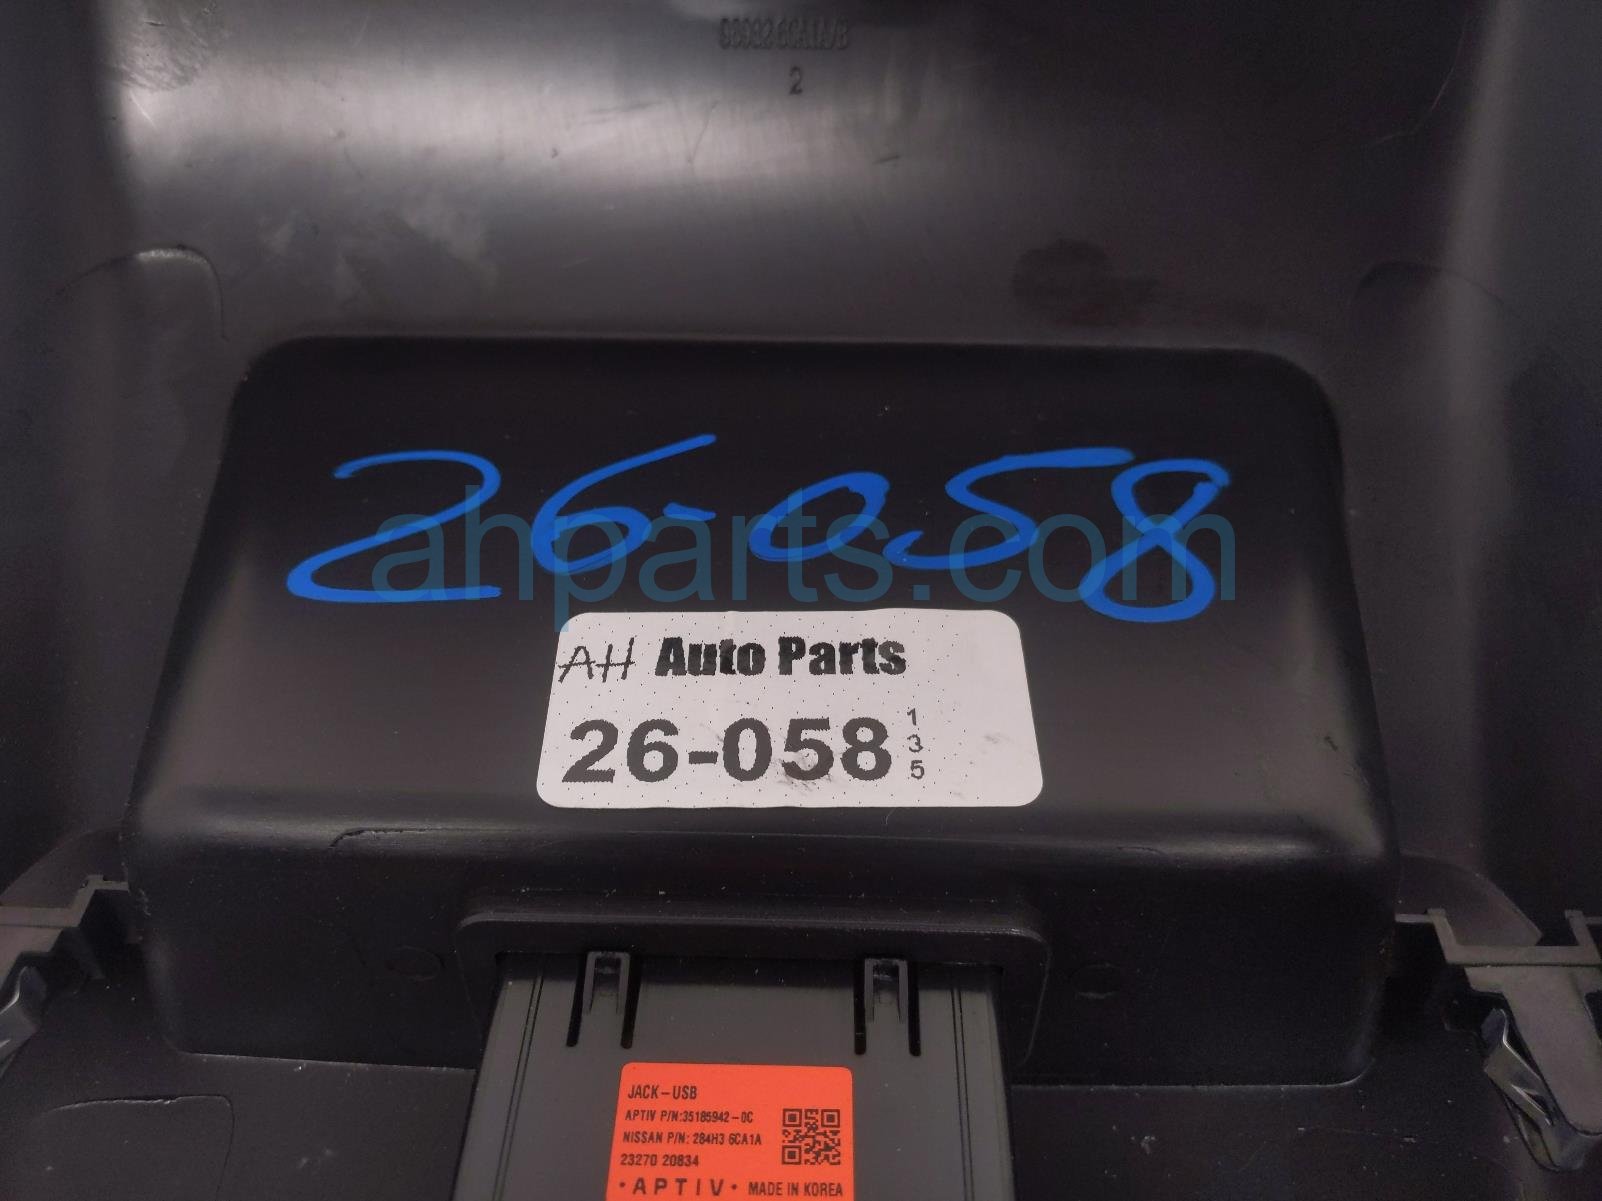 2
26-058
ahparts.com
AH Auto Parts
26-058 1 3 5
JACK-USB
APTIV P/N:35185942-0C
NISSAN P/N: 284H3 6CA1A
23270 20834
• APTIV • MADE IN KOREA